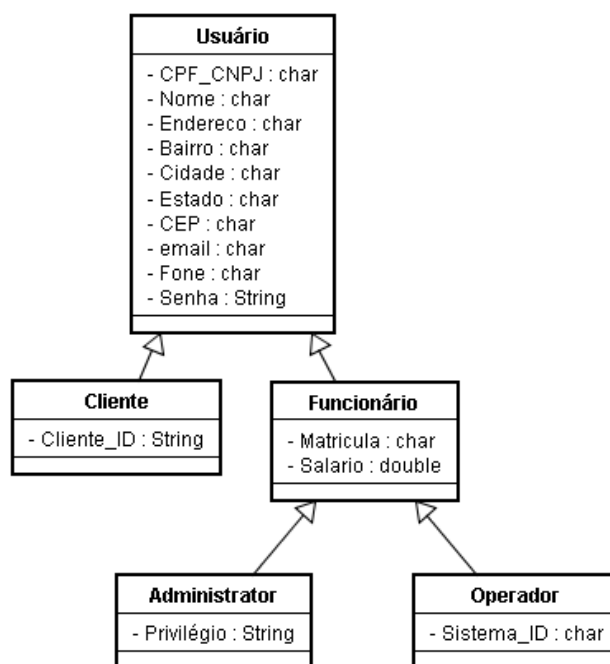 Usuário
- CPF_CNPJ : char
- Nome : char
- Endereco : char
- Bairro : char
- Cidade : char
- Estado : char
- CEP : char
- email : char
- Fone : char
- Senha : String
Cliente
- Cliente_ID : String
Funcionário
- Matricula : char
- Salario : double
Administrator
- Privilégio : String
Operador
- Sistema_ID : char